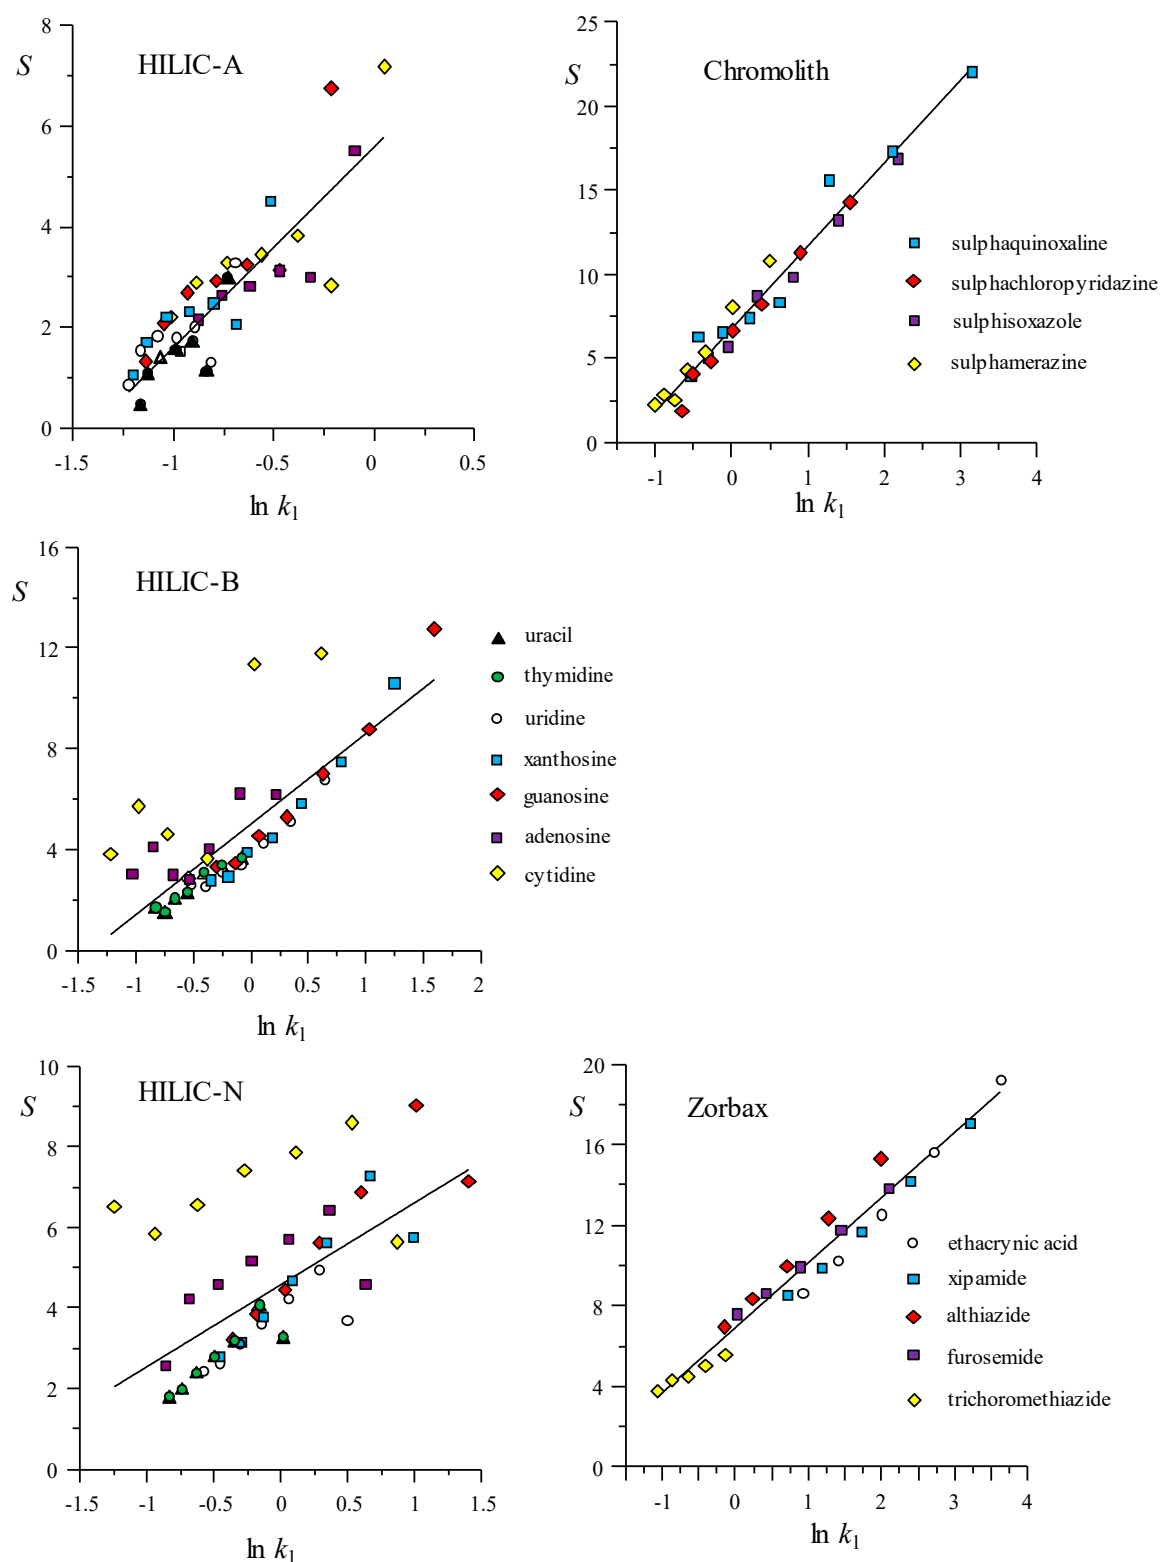 HILIC-A
S
8
6
4
2
0
-1.5
-1
-0.5
0
0.5
ln k1
Chromolith
S
25
20
15
10
5
0
-1
0
1
2
3
4
ln k1
sulphaquinoxaline
sulphachloropyridazine
sulphisoxazole
sulphamerazine
HILIC-B
S
16
12
8
4
0
-1.5
-1
-0.5
0
0.5
1
1.5
2
ln k1
uracil
thymidine
uridine
xanthosine
guanosine
adenosine
cytidine
HILIC-N
S
10
8
6
4
2
0
-1.5
-1
-0.5
0
0.5
1
1.5
ln k1
Zorbax
S
20
16
12
8
4
0
-1
0
1
2
3
4
ln k1
ethacrynic acid
xipamide
althiazide
furosemide
trichoromethiazide